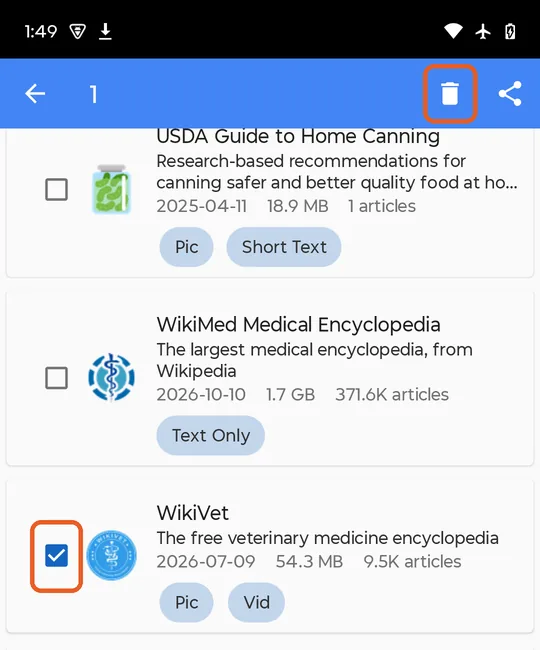 1:49
1
USDA Guide to Home Canning
Research-based recommendations for
canning safer and better quality food at ho...
2025-04-11 18.9 MB 1 articles
Pic Short Text
WikiMed Medical Encyclopedia
The largest medical encyclopedia, from
Wikipedia
2026-10-10 1.7 GB 371.6K articles
Text Only
WikiVet
The free veterinary medicine encyclopedia
2026-07-09 54.3 MB 9.5K articles
Pic Vid